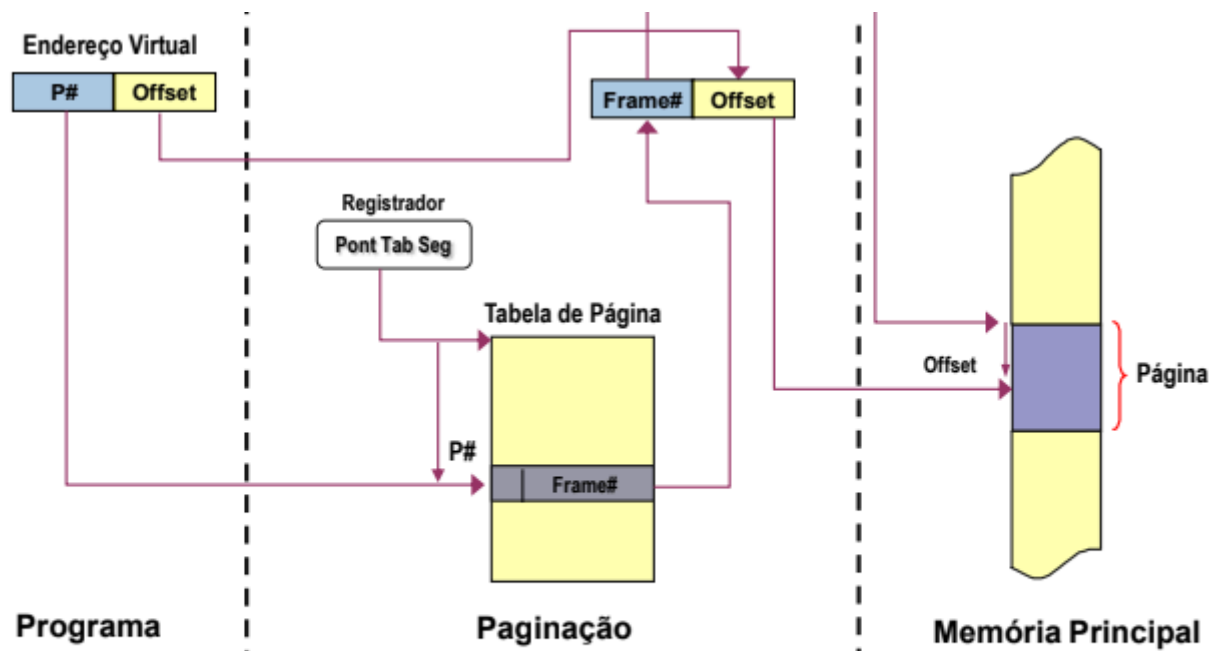 Endereço Virtual
P# Offset
Frame# Offset
Registrador
Pont Tab Seg
Tabela de Página
Offset
Página
P#
Frame#
Programa
Paginação
Memória Principal